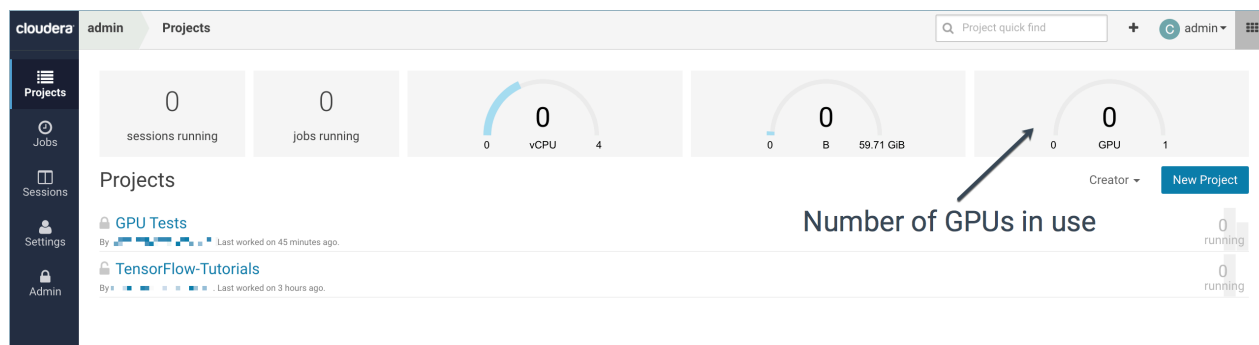 cloudera
admin
Projects
Project quick find
C
admin
Projects
Jobs
Sessions
Settings
Admin
0
sessions running
0
jobs running
0
0 vCPU 4
0
0 B 59.71 GiB
0
0 GPU 1
Projects
Creator
New Project
Number of GPUs in use
GPU Tests
By
Last worked on 45 minutes ago.
0
running
TensorFlow-Tutorials
By
. Last worked on 3 hours ago.
0
running